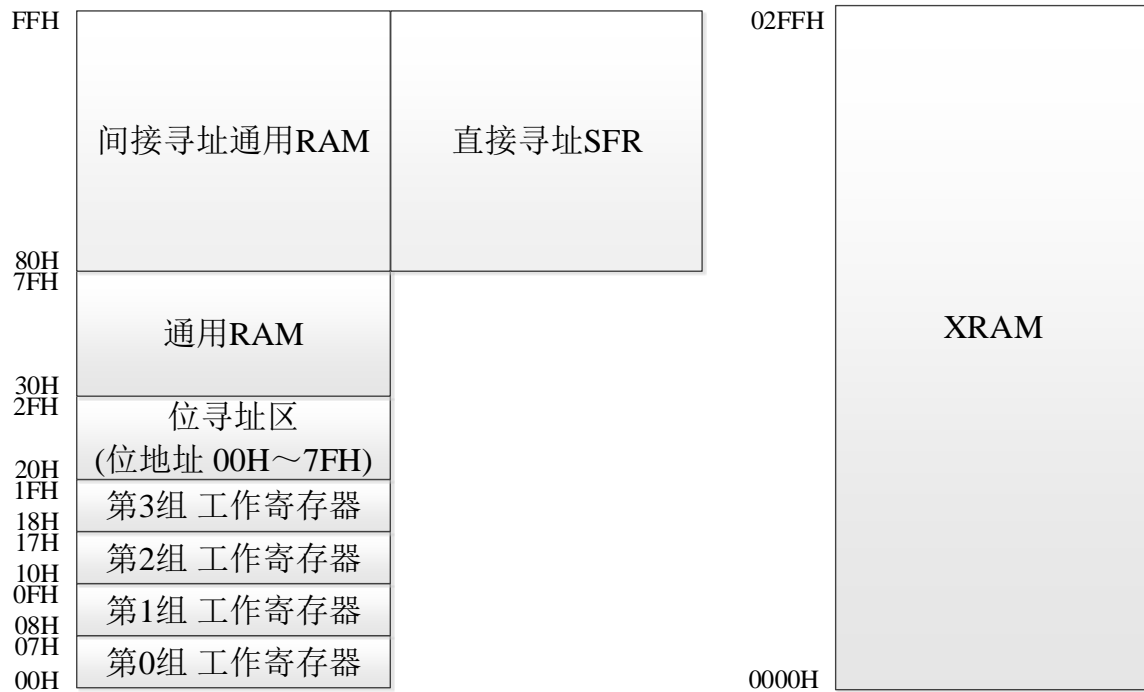 FFH
间接寻址通用RAM
直接寻址SFR
80H
7FH
通用RAM
30H
2FH
位寻址区
(位地址 00H～7FH)
20H
1FH
第3组 工作寄存器
18H
17H
第2组 工作寄存器
10H
0FH
第1组 工作寄存器
08H
07H
第0组 工作寄存器
00H
02FFH
XRAM
0000H